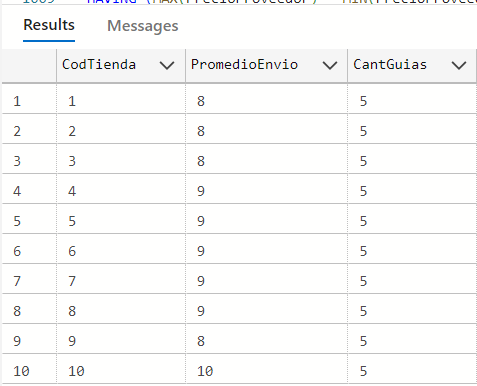 Results Messages
CodTienda PromedioEnvio CantGuias
1 1 8 5
2 2 8 5
3 3 8 5
4 4 9 5
5 5 9 5
6 6 9 5
7 7 9 5
8 8 9 5
9 9 8 5
10 10 10 5